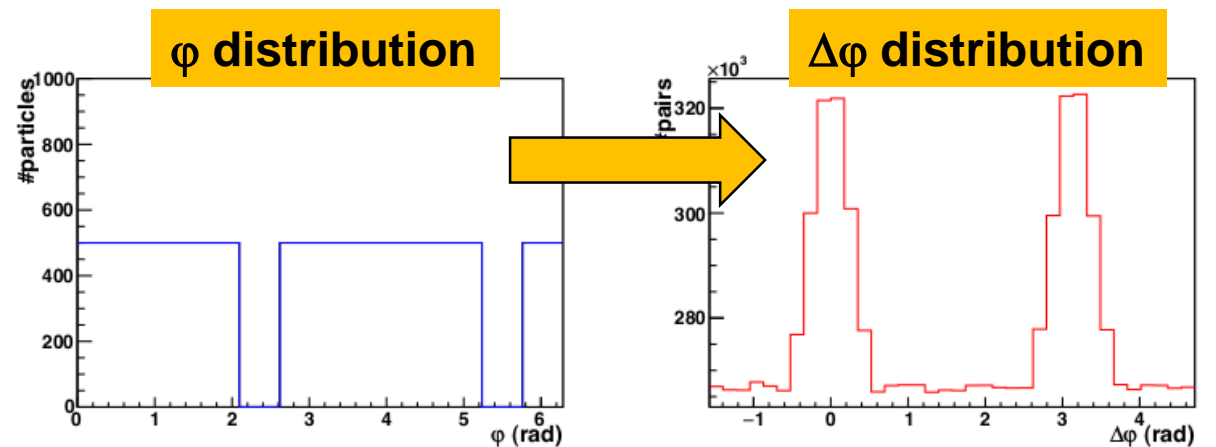 φ distribution
Δφ distribution
#particles
1000
800
600
400
200
0
0 1 2 3 4 5 6
φ (rad)
×10³
#pairs
320
300
280
−1 0 1 2 3 4
Δφ (rad)